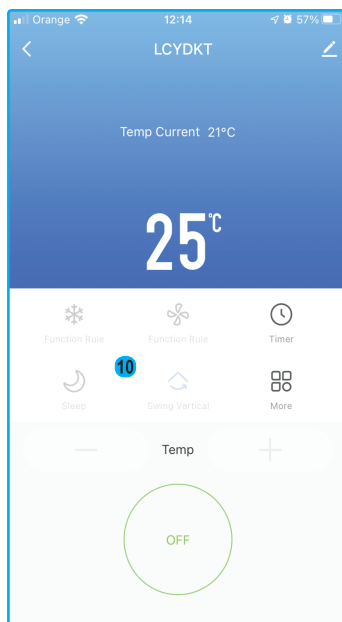 Orange 12:14 57%
LCYDKT
Temp Current 21°C
25°C
Function Rule Function Rule Timer
10
Sleep Swing Vertical More
Temp
OFF